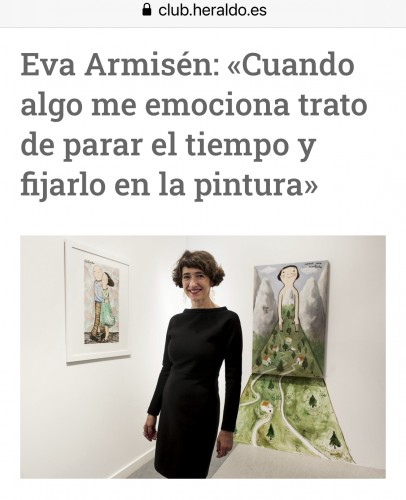 club.heraldo.es
Eva Armisén: «Cuando
algo me emociona trato
de parar el tiempo y
fijarlo en la pintura»